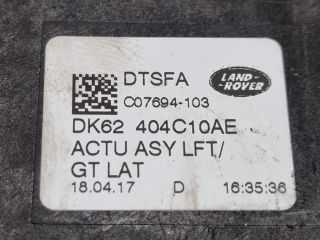 DTSFA
LAND-
ROVER
C07694-103
DK62 404C10AE
ACTU ASY LFT/
GT LAT
18.04.17 D 16:35:36